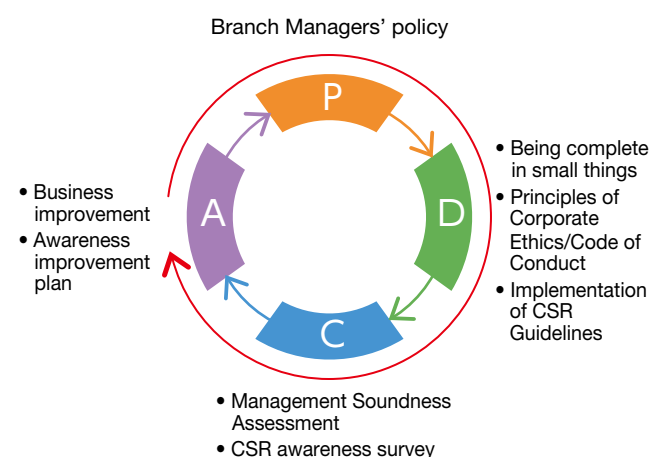 Branch Managers’ policy
P
• Being complete
in small things
• Principles of
Corporate
Ethics/Code of
Conduct
• Implementation
of CSR
Guidelines
D
• Business
improvement
• Awareness
improvement
plan
A
C
• Management Soundness
Assessment
• CSR awareness survey